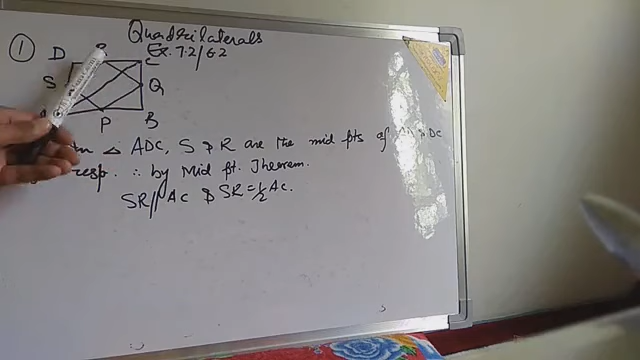 Quadrilaterals
① D R C Ex. 7.2/6.2
S Q
P B
In △ ADC, S & R are the mid pts of AD & DC
resp. ∴ by Mid pt. Theorem.
SR//AC & SR=1/2 AC.